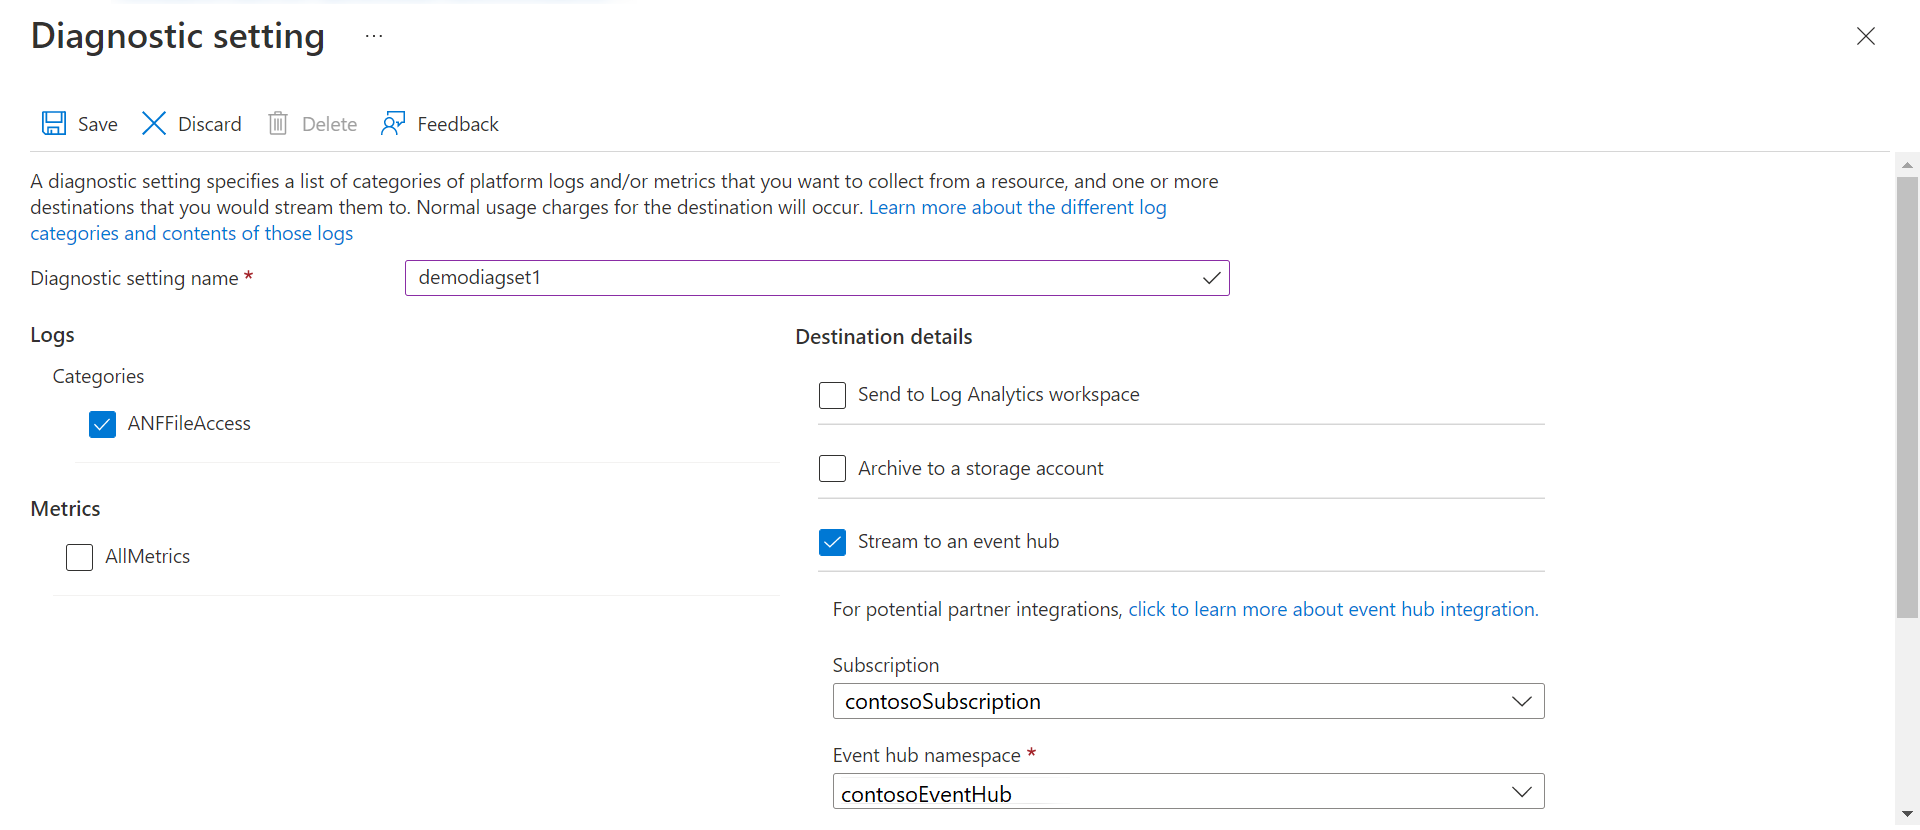 Diagnostic setting ...
Save Discard Delete Feedback
A diagnostic setting specifies a list of categories of platform logs and/or metrics that you want to collect from a resource, and one or more
destinations that you would stream them to. Normal usage charges for the destination will occur. Learn more about the different log
categories and contents of those logs
Diagnostic setting name * demodiagset1
Logs
Categories
ANFFileAccess
Metrics
AllMetrics
Destination details
Send to Log Analytics workspace
Archive to a storage account
Stream to an event hub
For potential partner integrations, click to learn more about event hub integration.
Subscription
contosoSubscription
Event hub namespace *
contosoEventHub